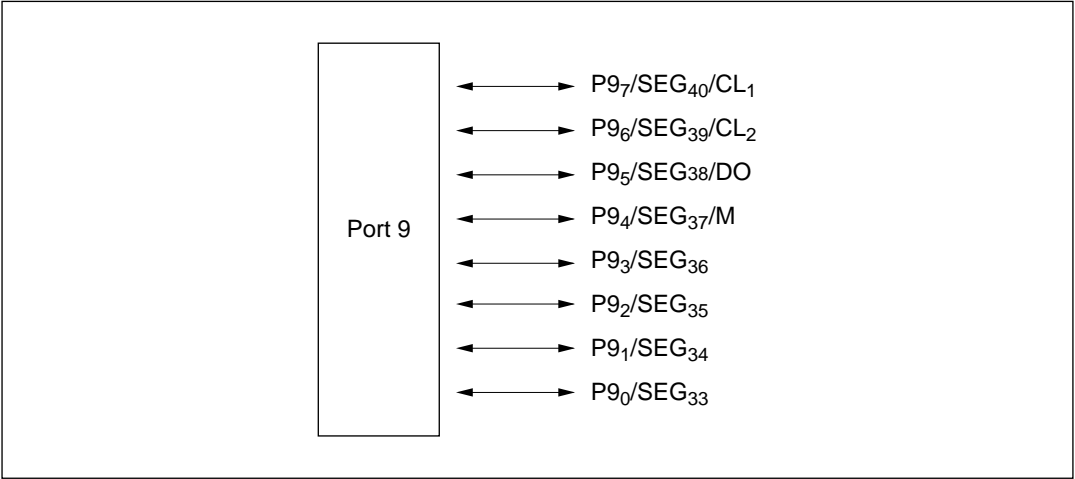 Port 9
P9₇/SEG₄₀/CL₁
P9₆/SEG₃₉/CL₂
P9₅/SEG38/DO
P9₄/SEG₃₇/M
P9₃/SEG₃₆
P9₂/SEG₃₅
P9₁/SEG₃₄
P9₀/SEG₃₃